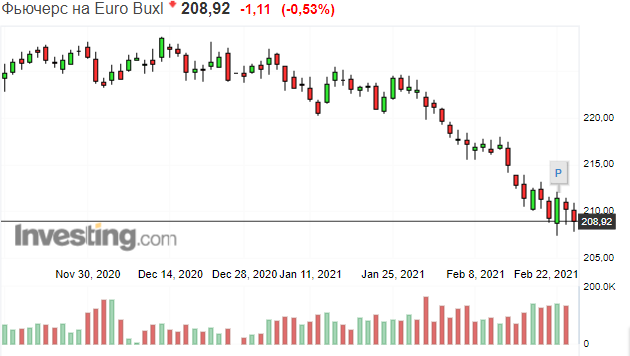 Фьючерс на Euro Buxl 208,92 -1,11 (-0,53%)
220,00
215,00
P
210,00
208,92
Investing.com
205,00
Nov 30, 2020 Dec 14, 2020 Dec 28, 2020 Jan 11, 2021 Jan 25, 2021 Feb 8, 2021 Feb 22, 2021
200.0K
0